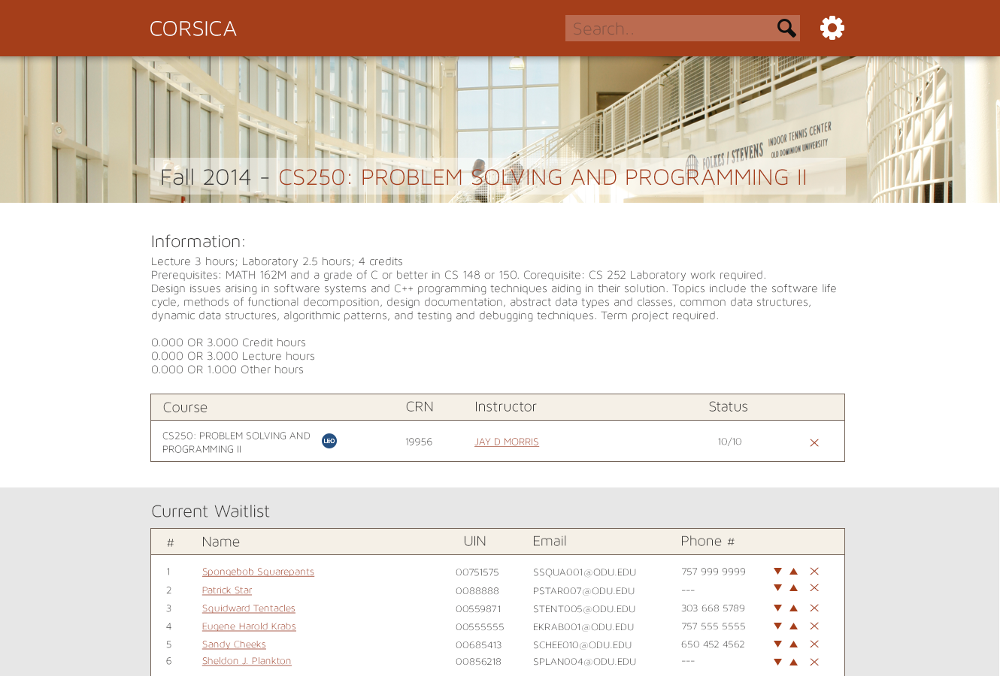 CORSICA
Search..
FOLKES / STEVENS
INDOOR TENNIS CENTER
OLD DOMINION UNIVERSITY
Fall 2014 - CS250: PROBLEM SOLVING AND PROGRAMMING II
Information:
Lecture 3 hours; Laboratory 2.5 hours; 4 credits
Prerequisites: MATH 162M and a grade of C or better in CS 148 or 150. Corequisite: CS 252 Laboratory work required.
Design issues arising in software systems and C++ programming techniques aiding in their solution. Topics include the software life
cycle, methods of functional decomposition, design documentation, abstract data types and classes, common data structures,
dynamic data structures, algorithmic patterns, and testing and debugging techniques. Term project required.
0.000 OR 3.000 Credit hours
0.000 OR 3.000 Lecture hours
0.000 OR 1.000 Other hours
Course CRN Instructor Status
CS250: PROBLEM SOLVING AND
PROGRAMMING II LEO 19956 JAY D MORRIS 10/10
Current Waitlist
# Name UIN Email Phone #
1 Spongebob Squarepants 00751575 SSQUA001@ODU.EDU 757 999 9999
2 Patrick Star 0088888 PSTAR007@ODU.EDU ---
3 Squidward Tentacles 00559871 STENT005@ODU.EDU 303 668 5789
4 Eugene Harold Krabs 00555555 EKRAB001@ODU.EDU 757 555 5555
5 Sandy Cheeks 00685413 SCHEE010@ODU.EDU 650 452 4562
6 Sheldon J. Plankton 00856218 SPLAN004@ODU.EDU ---